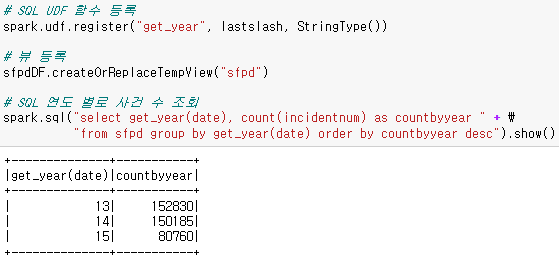 # SQL UDF 함수 등록
spark.udf.register("get_year", lastslash, StringType())
# 뷰 등록
sfpdDF.createOrReplaceTempView("sfpd")
# SQL 연도 별로 사건 수 조회
spark.sql("select get_year(date), count(incidentnum) as countbyyear " + ₩
"from sfpd group by get_year(date) order by countbyyear desc").show()
+--------------+-----------+
|get_year(date)|countbyyear|
+--------------+-----------+
|            13|     152830|
|            14|     150185|
|            15|      80760|
+--------------+-----------+